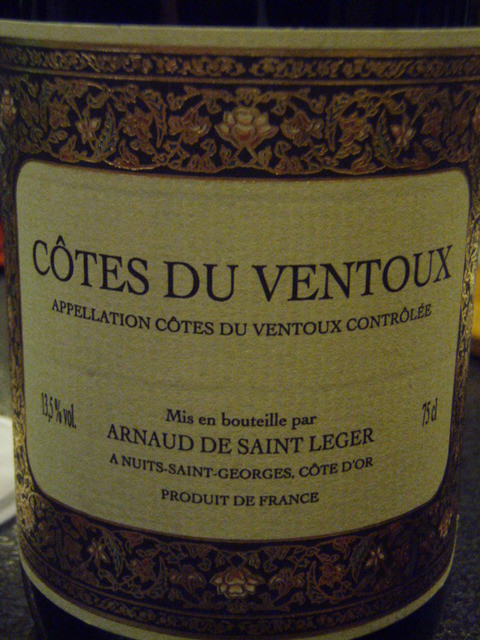 CÔTES DU VENTOUX
APPELLATION CÔTES DU VENTOUX CONTRÔLÉE
13,5 % vol.
75 cl
Mis en bouteille par
ARNAUD DE SAINT LEGER
A NUITS-SAINT-GEORGES, CÔTE D'OR
PRODUIT DE FRANCE